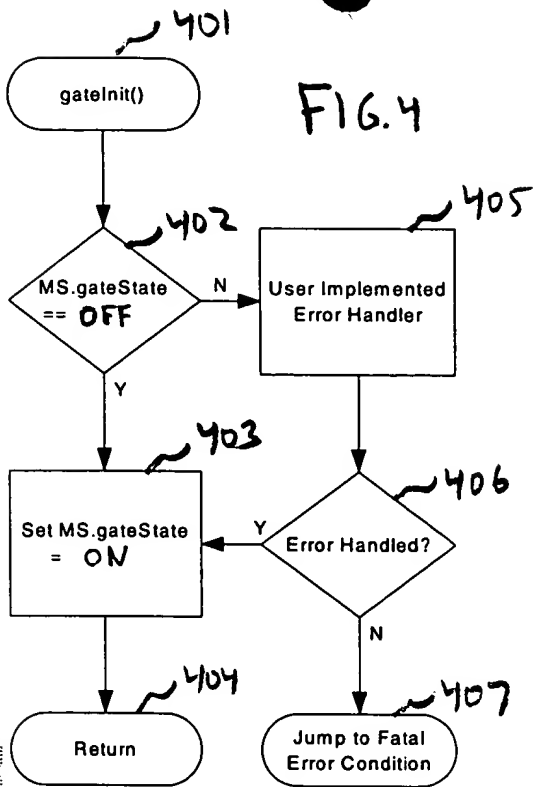 401
gateInit()
FIG.4
402
405
MS.gateState
== OFF
N
User Implemented
Error Handler
Y
403
406
Set MS.gateState
= ON
Y
Error Handled?
N
404
407
Return
Jump to Fatal
Error Condition